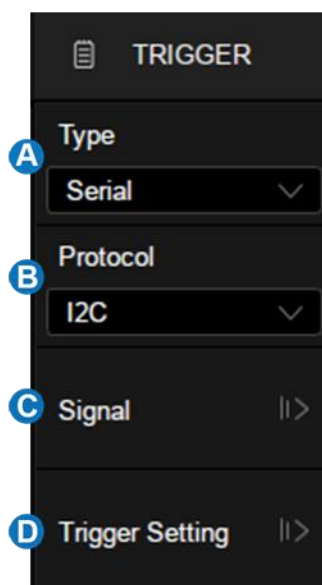 TRIGGER
A
Type
Serial
B
Protocol
I2C
C
Signal
D
Trigger Setting